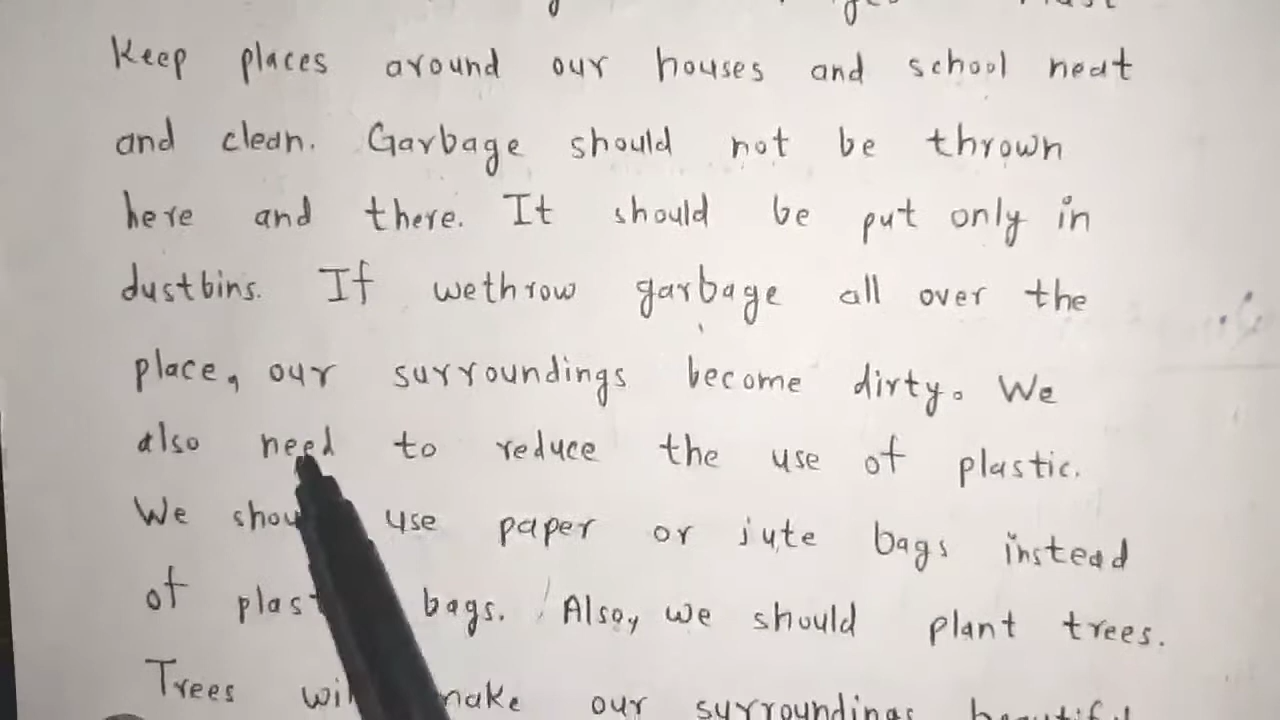 Keep places around our houses and school neat
and clean. Garbage should not be thrown
here and there. It should be put only in
dustbins. If wethrow garbage all over the
place, our surroundings become dirty. We
also need to reduce the use of plastic.
We use paper or jute bags instead
of bags. Also, we should plant trees.
Trees our surroundings beautiful